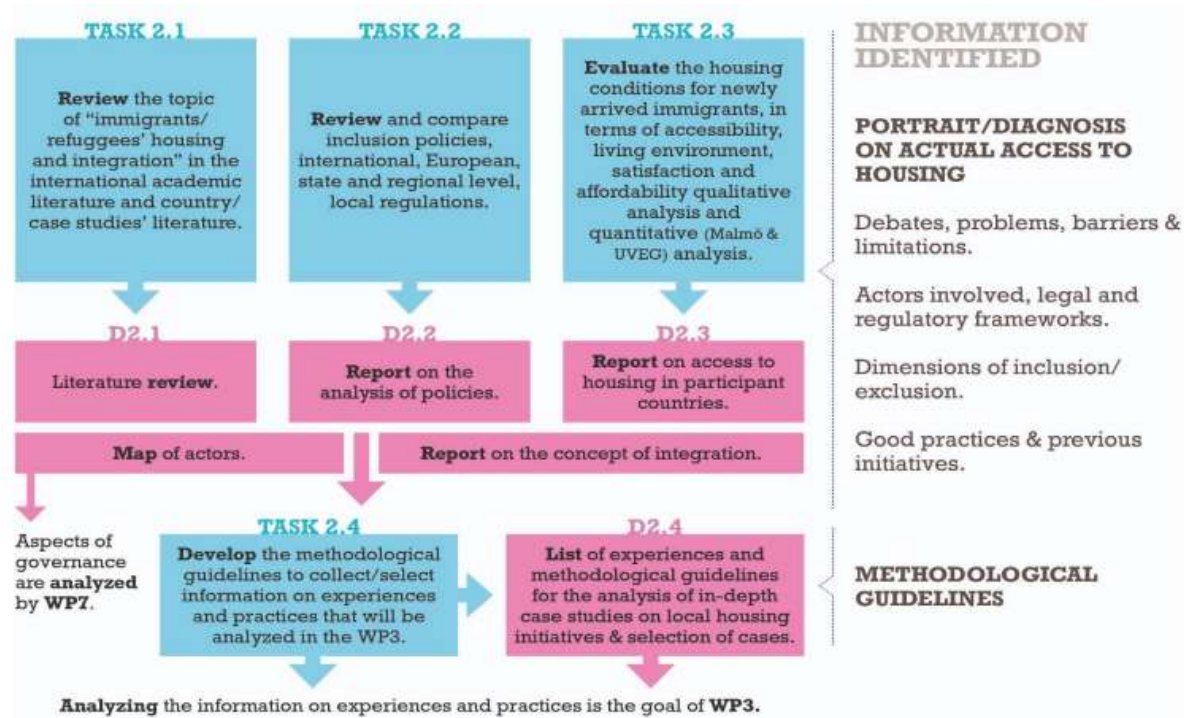 TASK 2.1
Review the topic
of “immigrants/
refuggees’ housing
and integration” in the
international academic
literature and country/
case studies’ literature.
TASK 2.2
Review and compare
inclusion policies,
international, European,
state and regional level,
local regulations.
TASK 2.3
Evaluate the housing
conditions for newly
arrived immigrants, in
terms of accessibility,
living environment,
satisfaction and
affordability qualitative
analysis and
quantitative (Malmö &
UVEG) analysis.
D2.1
Literature review.
D2.2
Report on the
analysis of policies.
D2.3
Report on access to
housing in participant
countries.
Map of actors.
Report on the concept of integration.
Aspects of
governance
are analyzed
by WP7.
TASK 2.4
Develop the methodological
guidelines to collect/select
information on experiences
and practices that will be
analyzed in the WP3.
D2.4
List of experiences and
methodological guidelines
for the analysis of in-depth
case studies on local housing
initiatives & selection of cases.
Analyzing the information on experiences and practices is the goal of WP3.
INFORMATION
IDENTIFIED
PORTRAIT/DIAGNOSIS
ON ACTUAL ACCESS TO
HOUSING
Debates, problems, barriers &
limitations.
Actors involved, legal and
regulatory frameworks.
Dimensions of inclusion/
exclusion.
Good practices & previous
initiatives.
METHODOLOGICAL
GUIDELINES